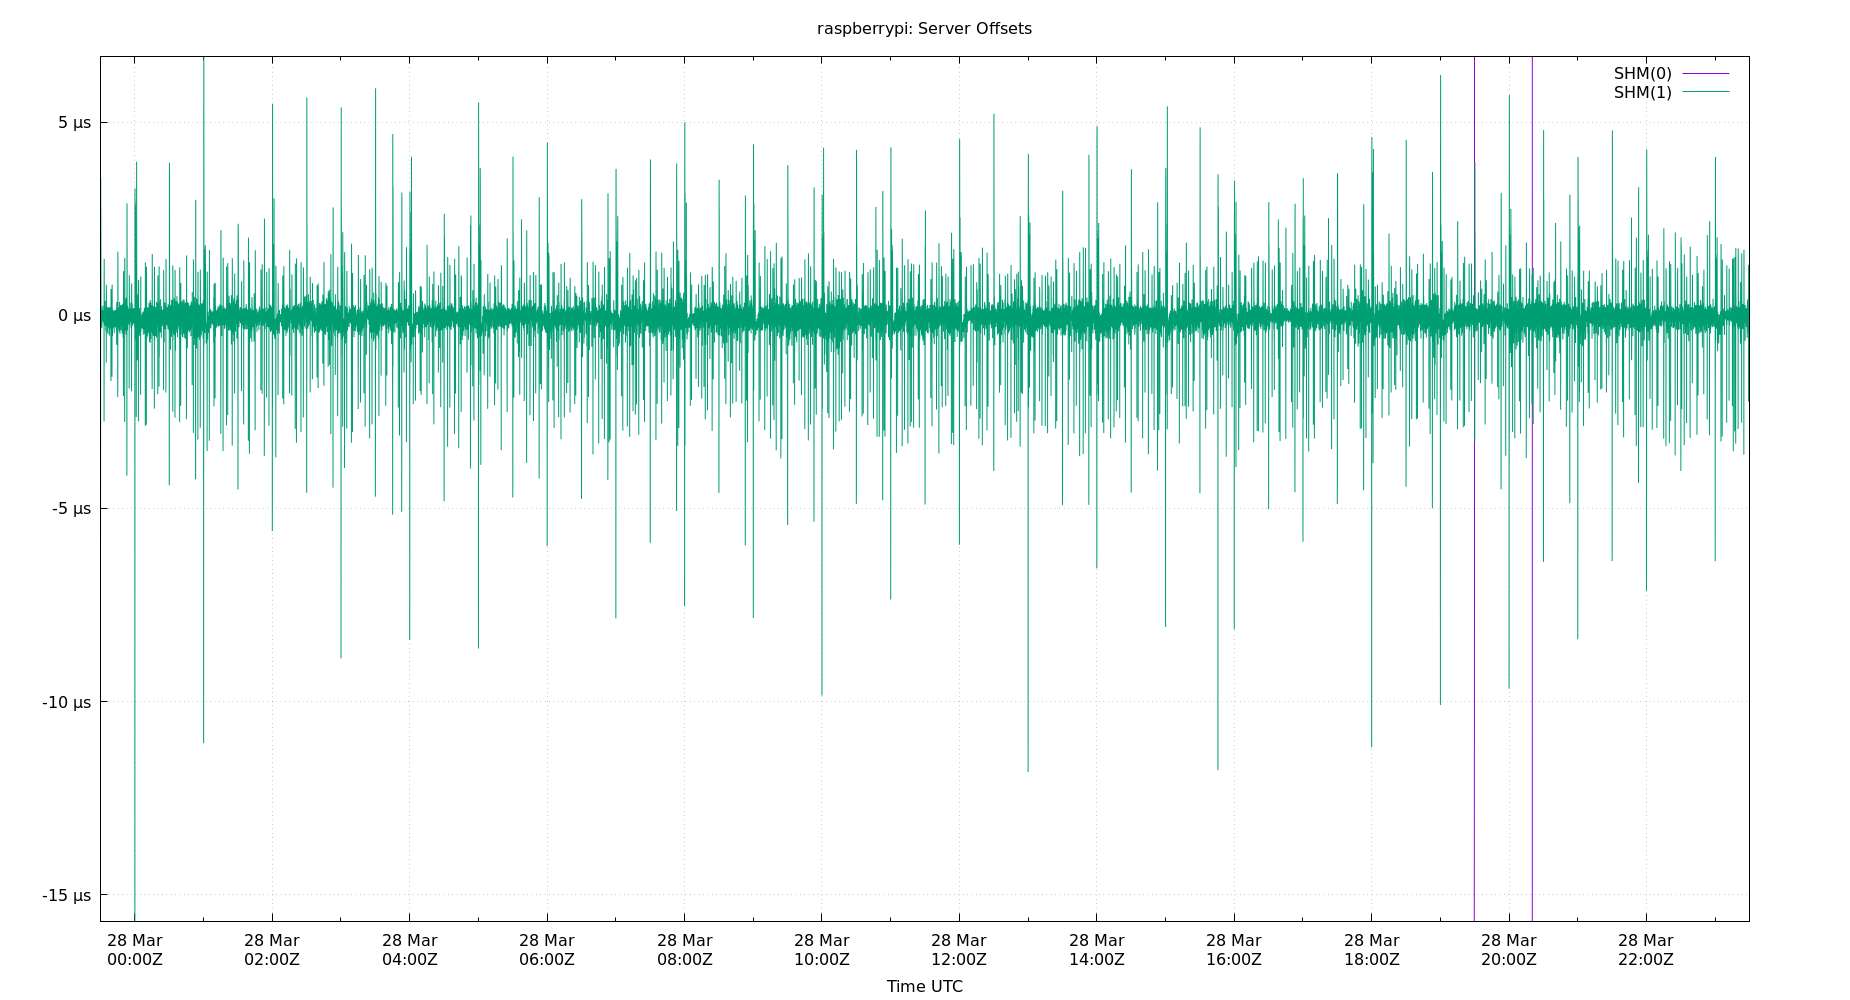 raspberrypi: Server Offsets
SHM(0)
SHM(1)
5 µs
0 µs
-5 µs
-10 µs
-15 µs
28 Mar 28 Mar 28 Mar 28 Mar 28 Mar 28 Mar 28 Mar 28 Mar 28 Mar 28 Mar 28 Mar 28 Mar
00:00Z 02:00Z 04:00Z 06:00Z 08:00Z 10:00Z 12:00Z 14:00Z 16:00Z 18:00Z 20:00Z 22:00Z
Time UTC